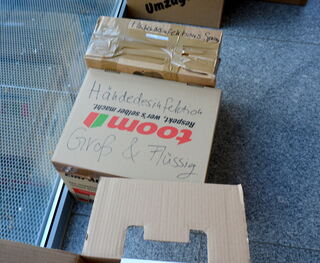 Umzug
Händedesinfektion
Respekt, wer's selber macht.
toom
Groß & Flüssig